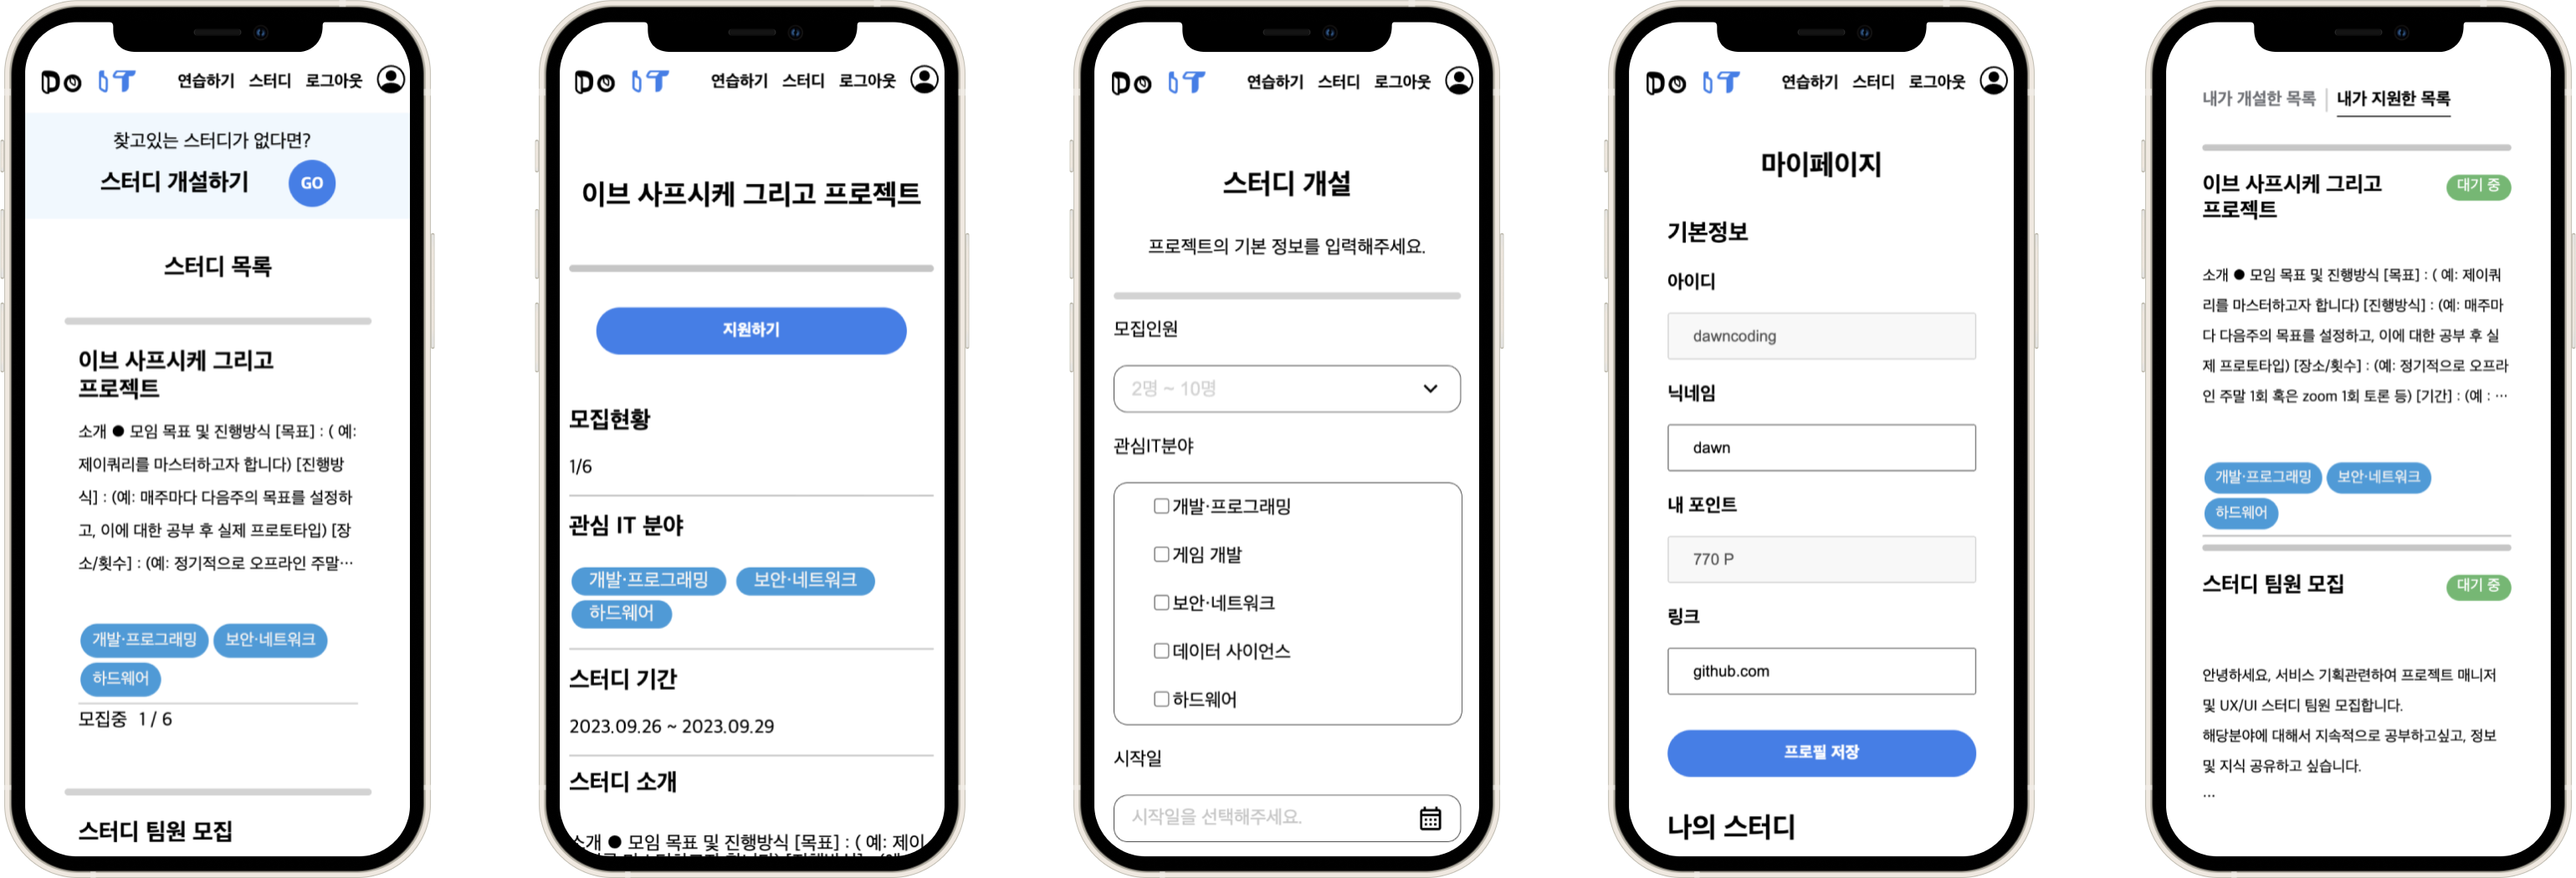 Do IT 연습하기 스터디 로그아웃
찾고있는 스터디가 없다면?
스터디 개설하기 GO
스터디 목록
이브 사프시케 그리고
프로젝트
소개 ● 모임 목표 및 진행방식 [목표] : ( 예:
제이쿼리를 마스터하고자 합니다) [진행방
식] : (예: 매주마다 다음주의 목표를 설정하
고, 이에 대한 공부 후 실제 프로토타입) [장
소/횟수] : (예: 정기적으로 오프라인 주말…
개발·프로그래밍 보안·네트워크
하드웨어
모집중 1 / 6
스터디 팀원 모집
Do IT 연습하기 스터디 로그아웃
이브 사프시케 그리고 프로젝트
지원하기
모집현황
1/6
관심 IT 분야
개발·프로그래밍 보안·네트워크
하드웨어
스터디 기간
2023.09.26 ~ 2023.09.29
스터디 소개
소개 ● 모임 목표 및 진행방식 [목표] : ( 예: 제이
Do IT 연습하기 스터디 로그아웃
스터디 개설
프로젝트의 기본 정보를 입력해주세요.
모집인원
2명 ~ 10명
관심IT분야
개발·프로그래밍
게임 개발
보안·네트워크
데이터 사이언스
하드웨어
시작일
시작일을 선택해주세요.
Do IT 연습하기 스터디 로그아웃
마이페이지
기본정보
아이디
dawncoding
닉네임
dawn
내 포인트
770 P
링크
github.com
프로필 저장
나의 스터디
내가 개설한 목록 내가 지원한 목록
이브 사프시케 그리고 대기 중
프로젝트
소개 ● 모임 목표 및 진행방식 [목표] : ( 예: 제이쿼
리를 마스터하고자 합니다) [진행방식] : (예: 매주마
다 다음주의 목표를 설정하고, 이에 대한 공부 후 실
제 프로토타입) [장소/횟수] : (예: 정기적으로 오프라
인 주말 1회 혹은 zoom 1회 토론 등) [기간] : (예 : …
개발·프로그래밍 보안·네트워크
하드웨어
스터디 팀원 모집 대기 중
안녕하세요, 서비스 기획관련하여 프로젝트 매니저
및 UX/UI 스터디 팀원 모집합니다.
해당분야에 대해서 지속적으로 공부하고싶고, 정보
및 지식 공유하고 싶습니다.
…